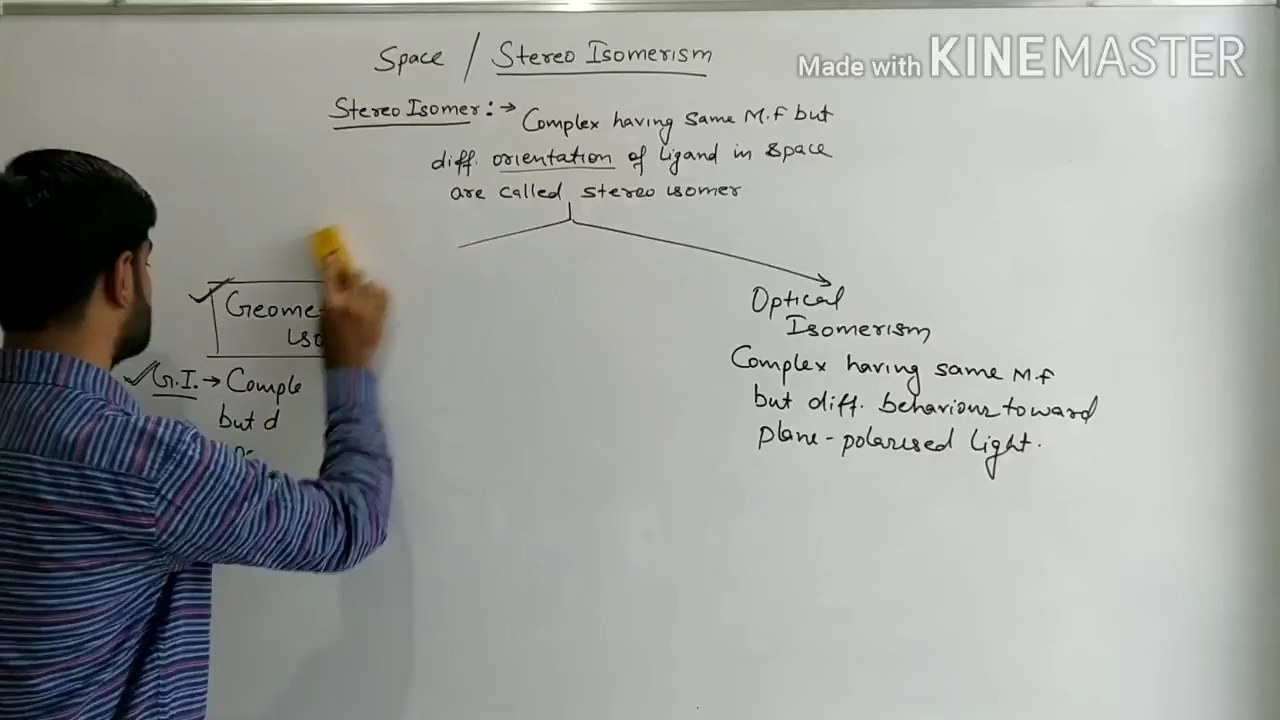 Space / Stereo Isomerism
Made with KINEMASTER
Stereo Isomer :→ Complex having same M.F but
diff. orientation of ligand in space
are called stereo isomer
Geome
iso
G.I. → Comple
but d
Optical
Isomerism
Complex having same M.F
but diff. behaviour toward
plane-polarised light.